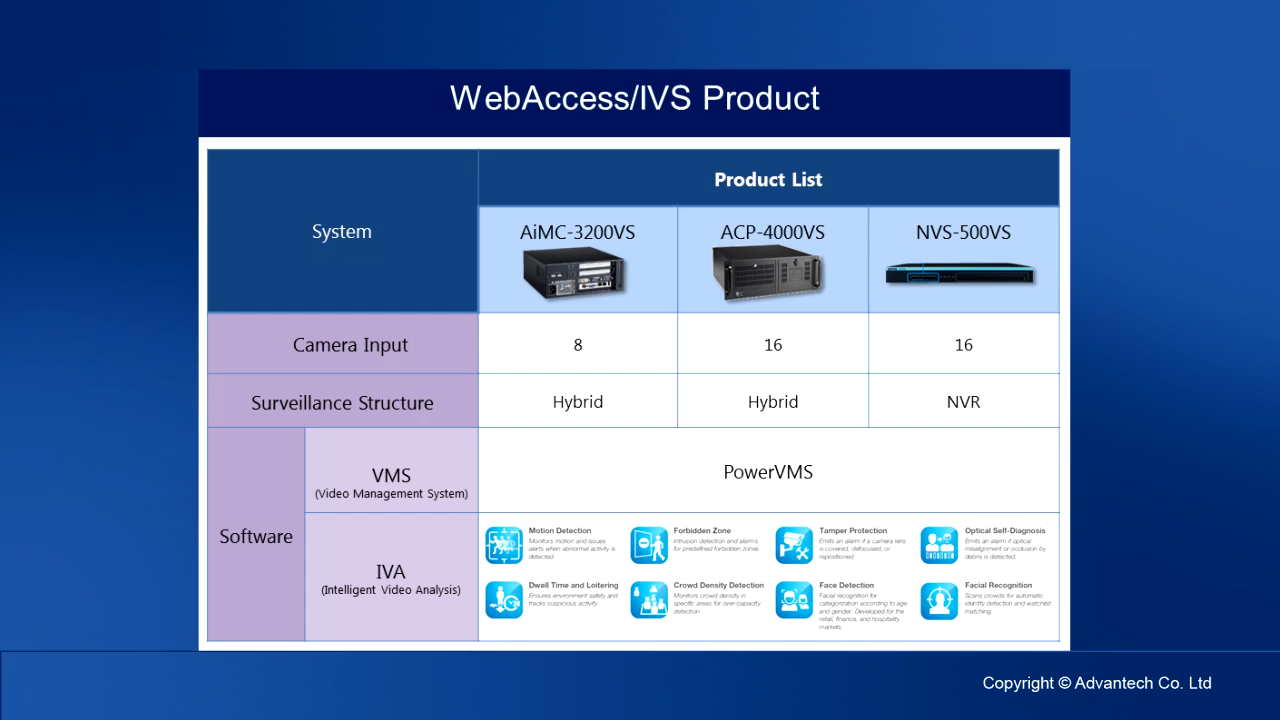 WebAccess/IVS Product
System
Product List
AiMC-3200VS
ACP-4000VS
NVS-500VS
Camera Input
8
16
16
Surveillance Structure
Hybrid
Hybrid
NVR
Software
VMS
(Video Management System)
PowerVMS
IVA
(Intelligent Video Analysis)
Motion Detection
Monitors motion and issues
alerts when abnormal activity is
detected
Forbidden Zone
Intrusion detection and alarms
for predefined forbidden zones
Tamper Protection
Emits an alarm if a camera lens
is covered, defocused, or
repositioned
Optical Self-Diagnosis
Emits an alarm if optical
misalignment or occlusion by
debris is detected.
Dwell Time and Loitering
Ensures environment safety and
tracks suspicious activity
Crowd Density Detection
Monitors crowd density in
specific areas for over-capacity
detection
Face Detection
Facial recognition for
categorization according to age
and gender. Developed for the
retail, finance, and hospitality
markets.
Facial Recognition
Scans crowds for automatic
identity detection and watchlist
matching.
Copyright © Advantech Co. Ltd